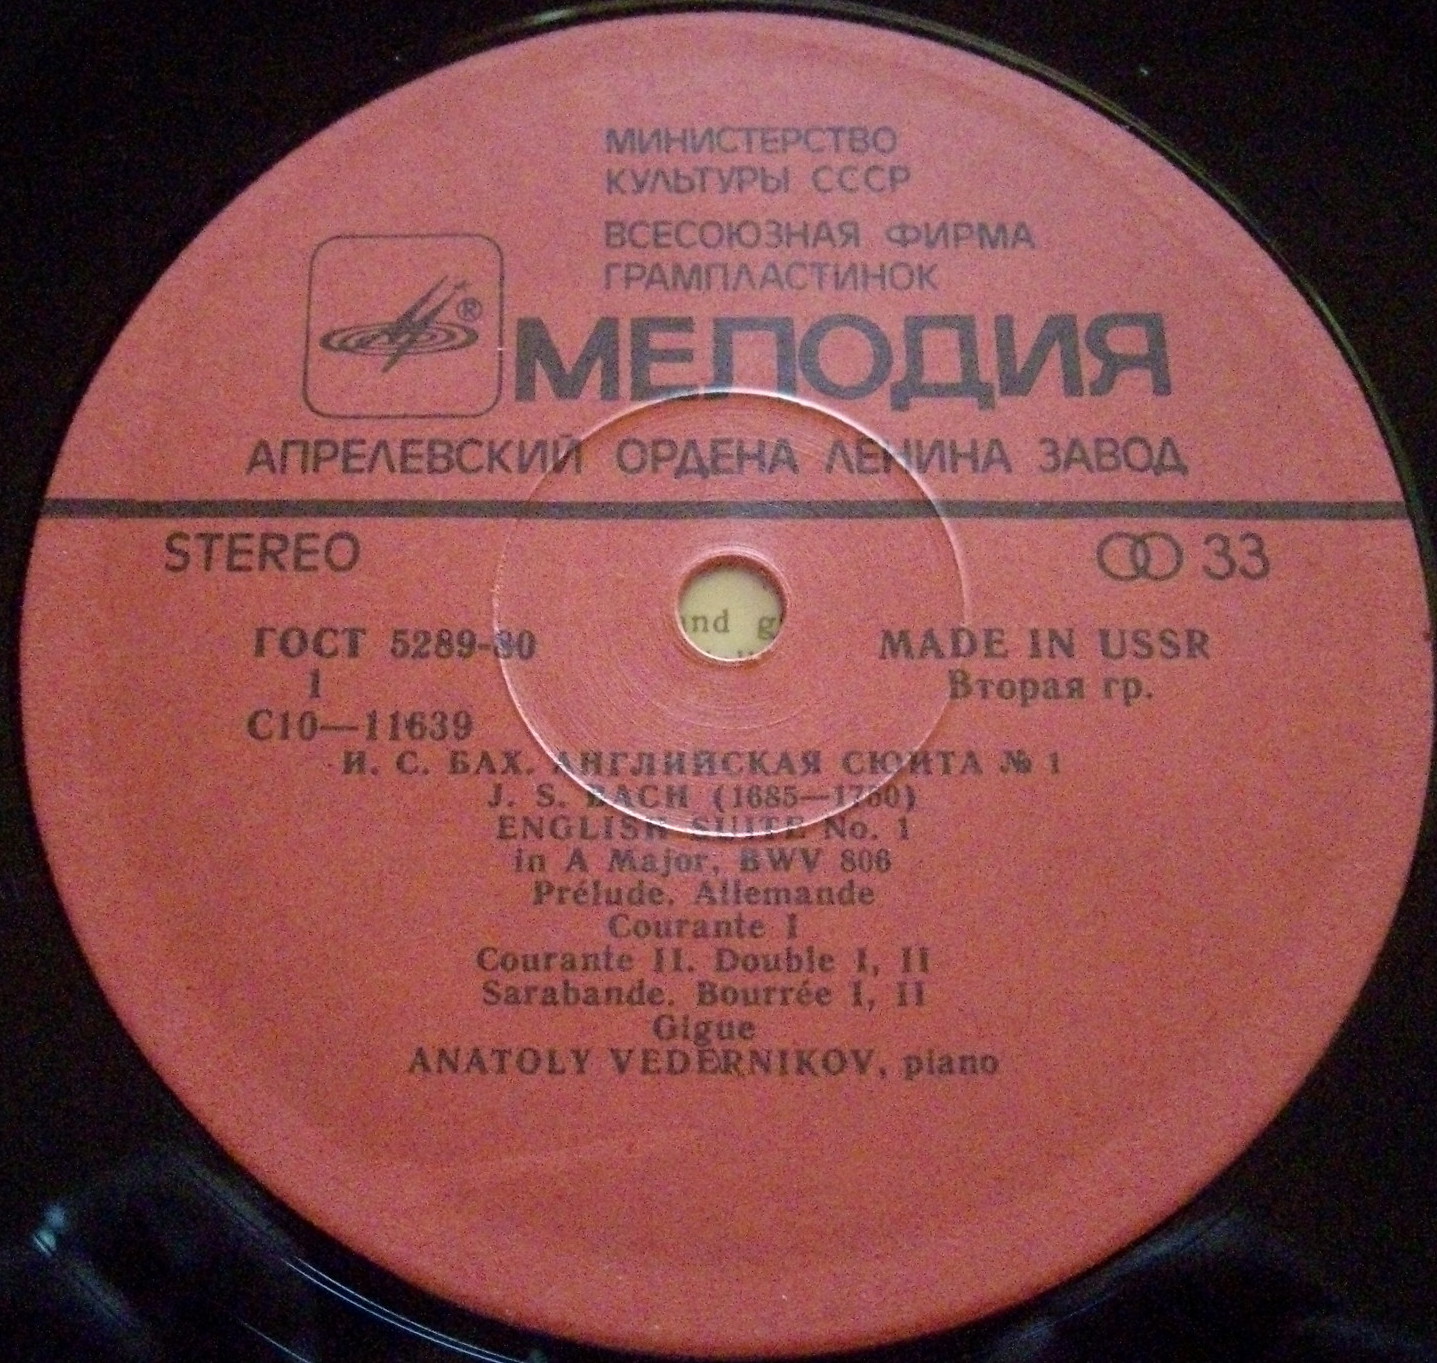 МИНИСТЕРСТВО
КУЛЬТУРЫ СССР
ВСЕСОЮЗНАЯ ФИРМА
ГРАМПЛАСТИНОК
®
МЕЛОДИЯ
АПРЕЛЕВСКИЙ ОРДЕНА ЛЕНИНА ЗАВОД
STEREO 33
ГОСТ 5289-80 MADE IN USSR
1 Вторая гр.
С10—11639
И. С. БАХ. АНГЛИЙСКАЯ СЮИТА № 1
J. S. BACH (1685—1750)
ENGLISH SUITE No. 1
in A Major, BWV 806
Prélude. Allemande
Courante I
Courante II. Double I, II
Sarabande. Bourrée I, II
Gigue
ANATOLY VEDERNIKOV, piano